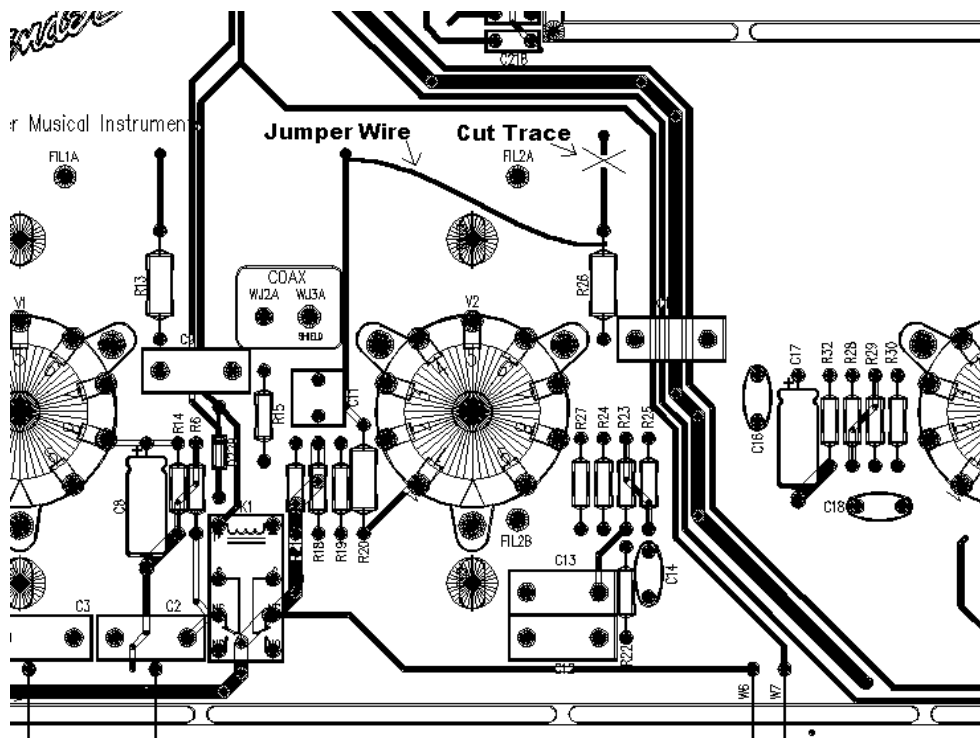 C21B
er Musical Instrument
Jumper Wire
Cut Trace
FIL1A
FIL2A
R13
COAX
WJ2A
WJ3A
SHIELD
R26
V1
V2
C11
R15
C17
R32
R28
R29
R30
C16
R14
R6
R27
R24
R23
R25
C8
K1
R18
R19
R20
FIL2B
C18
C13
C14
C3
C2
R22
C12
W6
W7